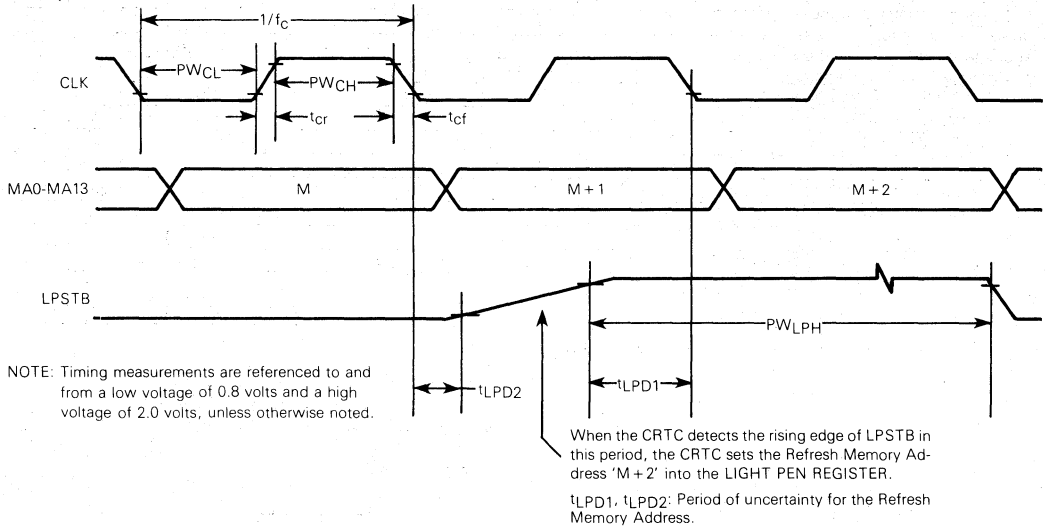 1/fc
CLK
PWCL
PWCH
tcr
tcf
MA0-MA13
M
M + 1
M + 2
LPSTB
PWLPH
tLPD2
tLPD1
NOTE: Timing measurements are referenced to and
from a low voltage of 0.8 volts and a high
voltage of 2.0 volts, unless otherwise noted.
When the CRTC detects the rising edge of LPSTB in
this period, the CRTC sets the Refresh Memory Ad-
dress 'M + 2' into the LIGHT PEN REGISTER.
tLPD1, tLPD2: Period of uncertainty for the Refresh
Memory Address.